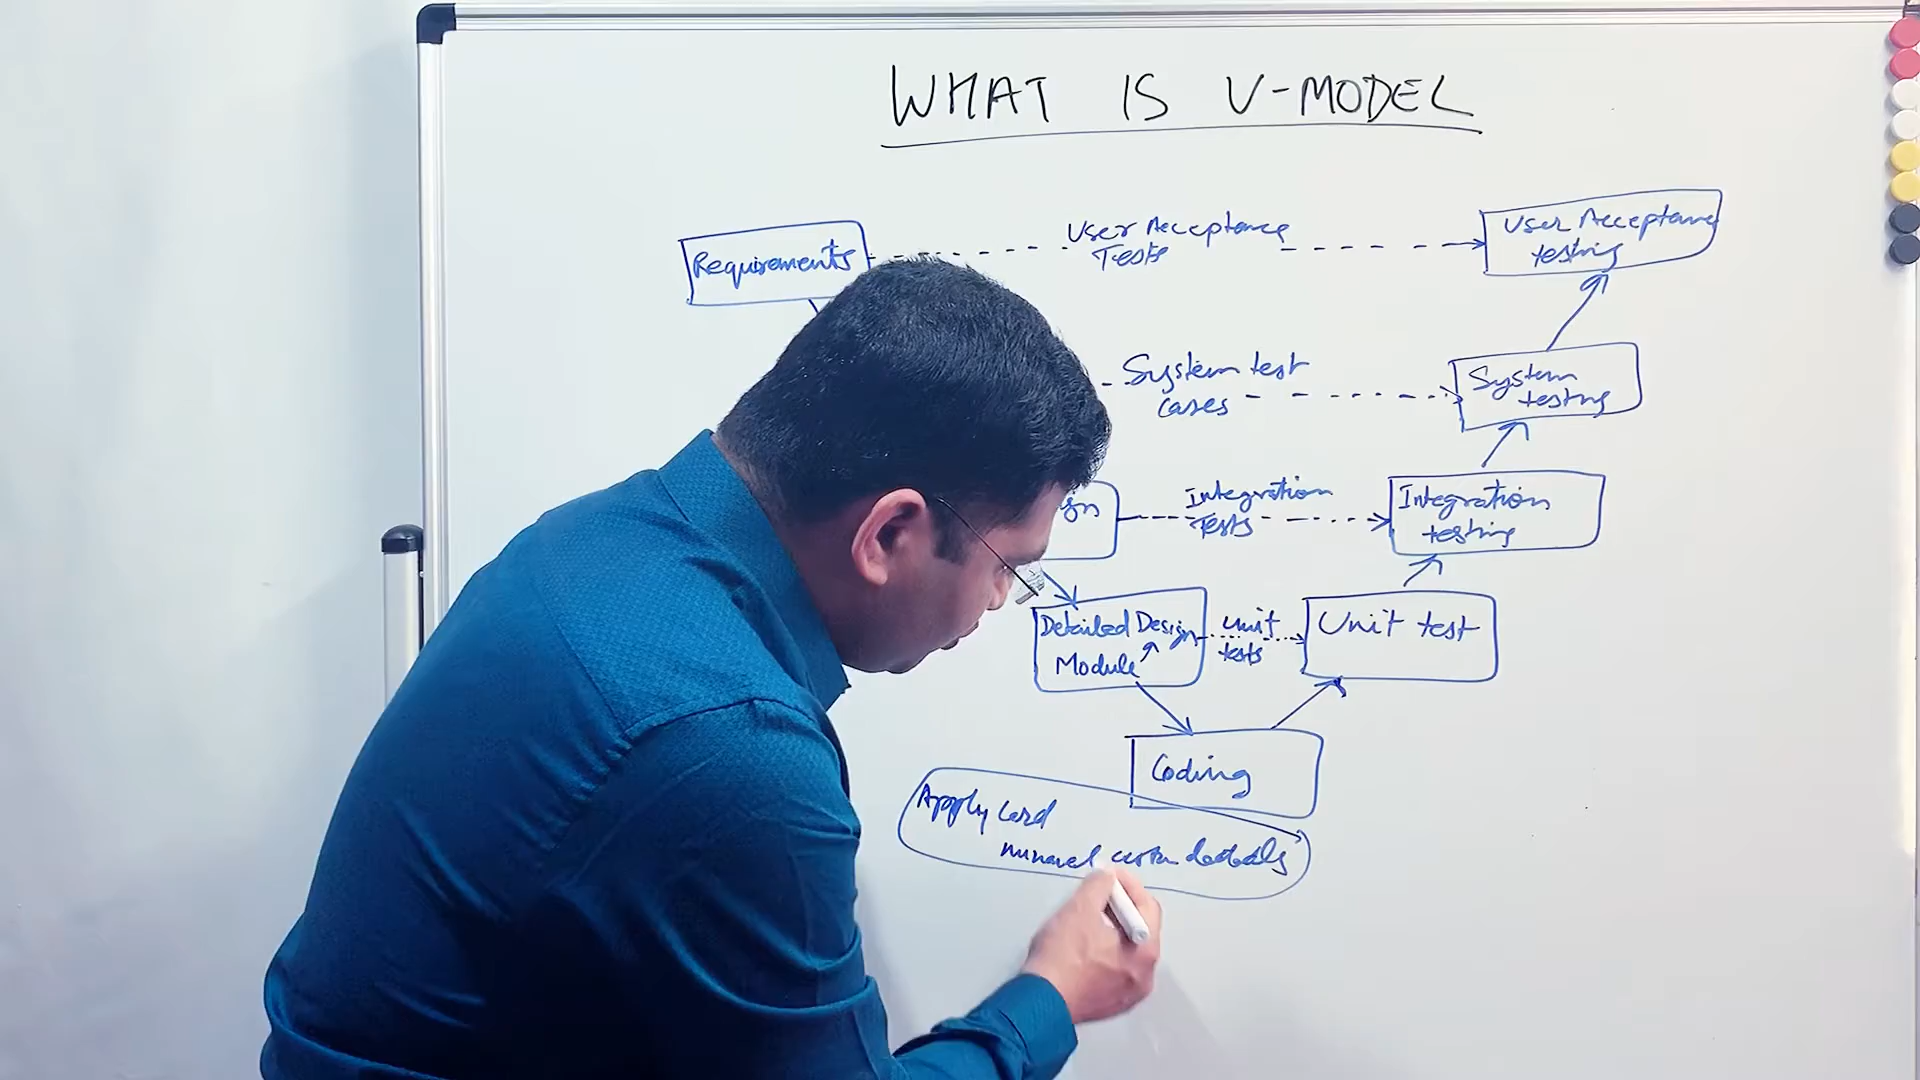 WHAT IS V-MODEL
Requirements
User Acceptance
Tests
User Acceptance
testing
System test
cases
System
testing
Integration
Tests
Integration
testing
Detailed Design
Module
unit
tests
Unit test
Coding
Apply Card